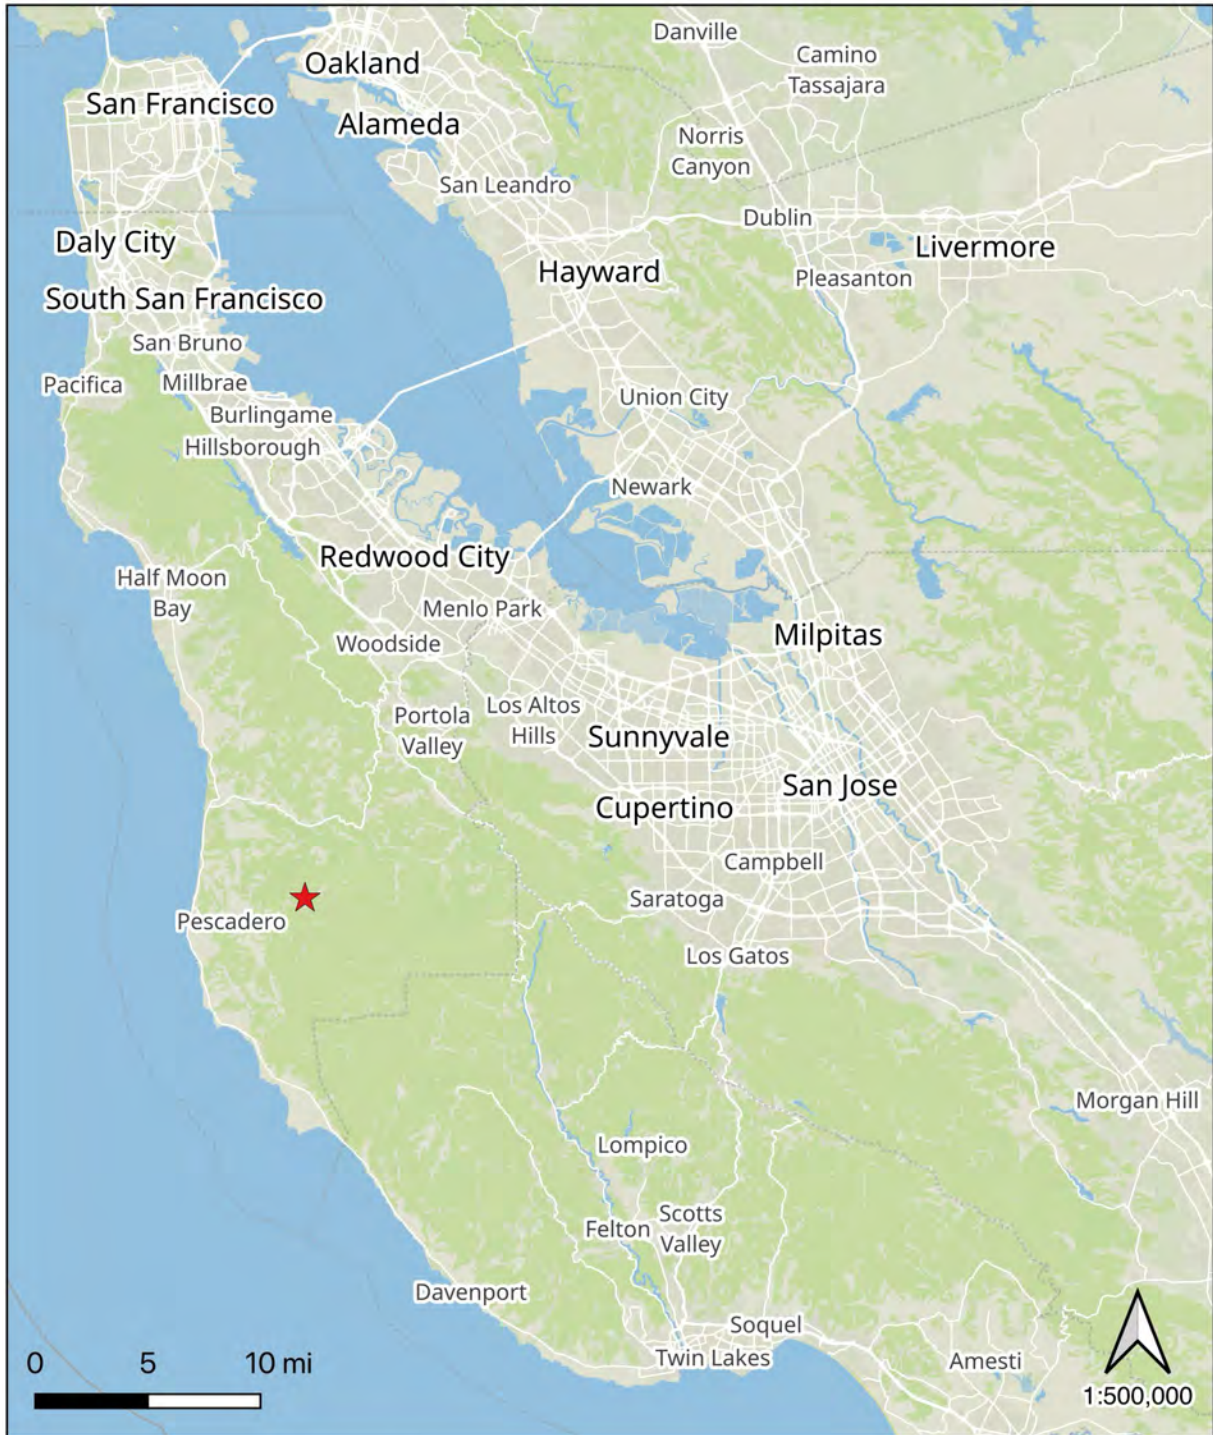 Danville
Oakland
Camino
Tassajara
San Francisco
Alameda
Norris
Canyon
San Leandro
Dublin
Daly City
Livermore
Hayward
Pleasanton
South San Francisco
San Bruno
Pacifica
Millbrae
Union City
Burlingame
Hillsborough
Newark
Redwood City
Half Moon
Bay
Menlo Park
Milpitas
Woodside
Los Altos
Hills
Portola
Valley
Sunnyvale
San Jose
Cupertino
Campbell
Saratoga
Pescadero
Los Gatos
Morgan Hill
Lompico
Scotts
Valley
Felton
Davenport
Soquel
Twin Lakes
Amesti
0 5 10 mi
1:500,000